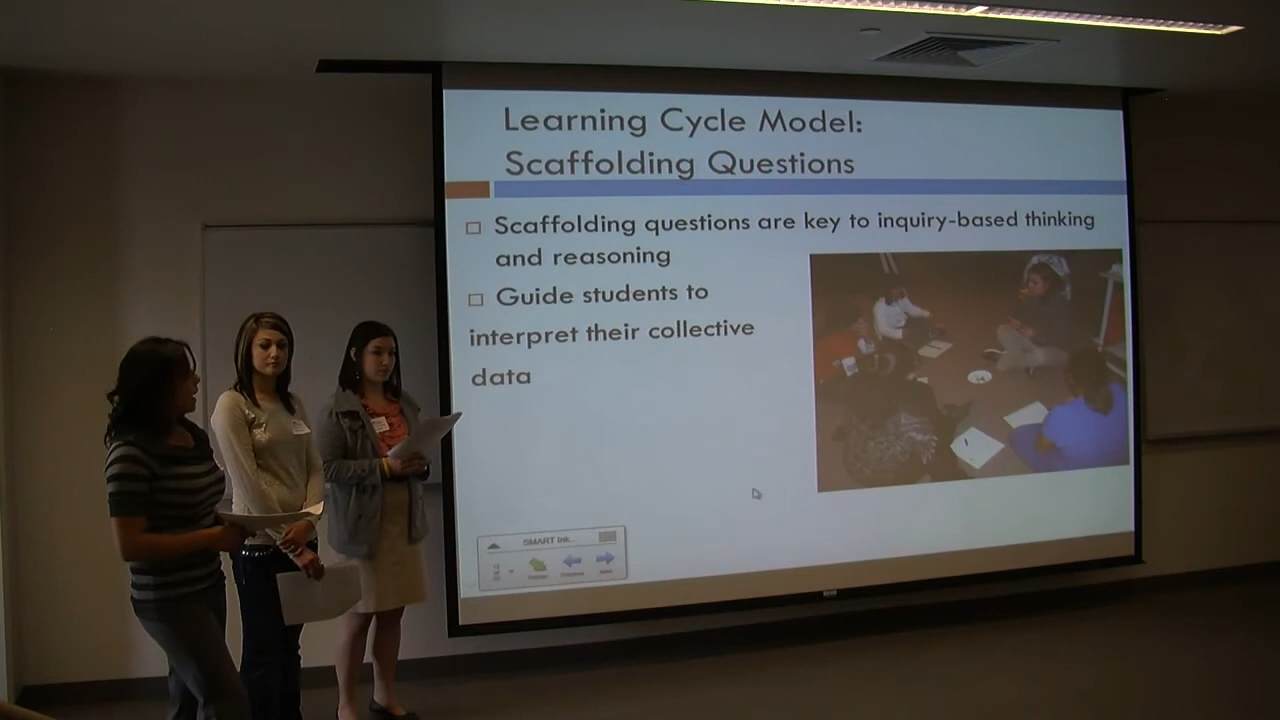 Learning Cycle Model:
Scaffolding Questions
Scaffolding questions are key to inquiry-based thinking
and reasoning
Guide students to
interpret their collective
data
SMART Ink...